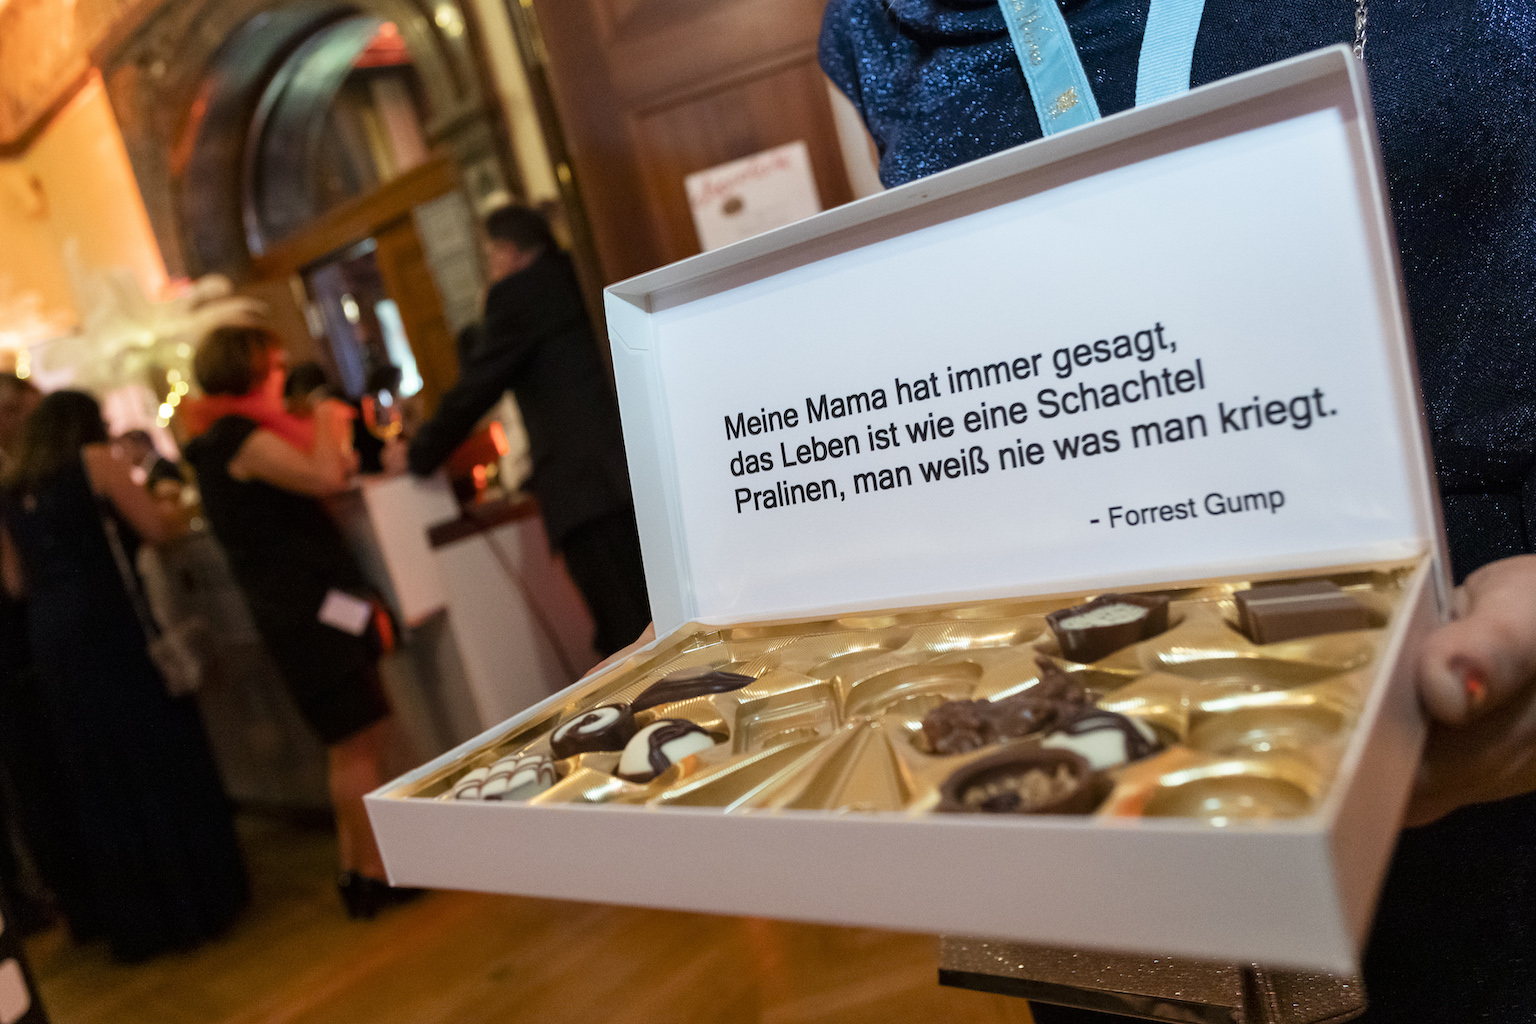 Meine Mama hat immer gesagt,
das Leben ist wie eine Schachtel
Pralinen, man weiß nie was man kriegt.
- Forrest Gump